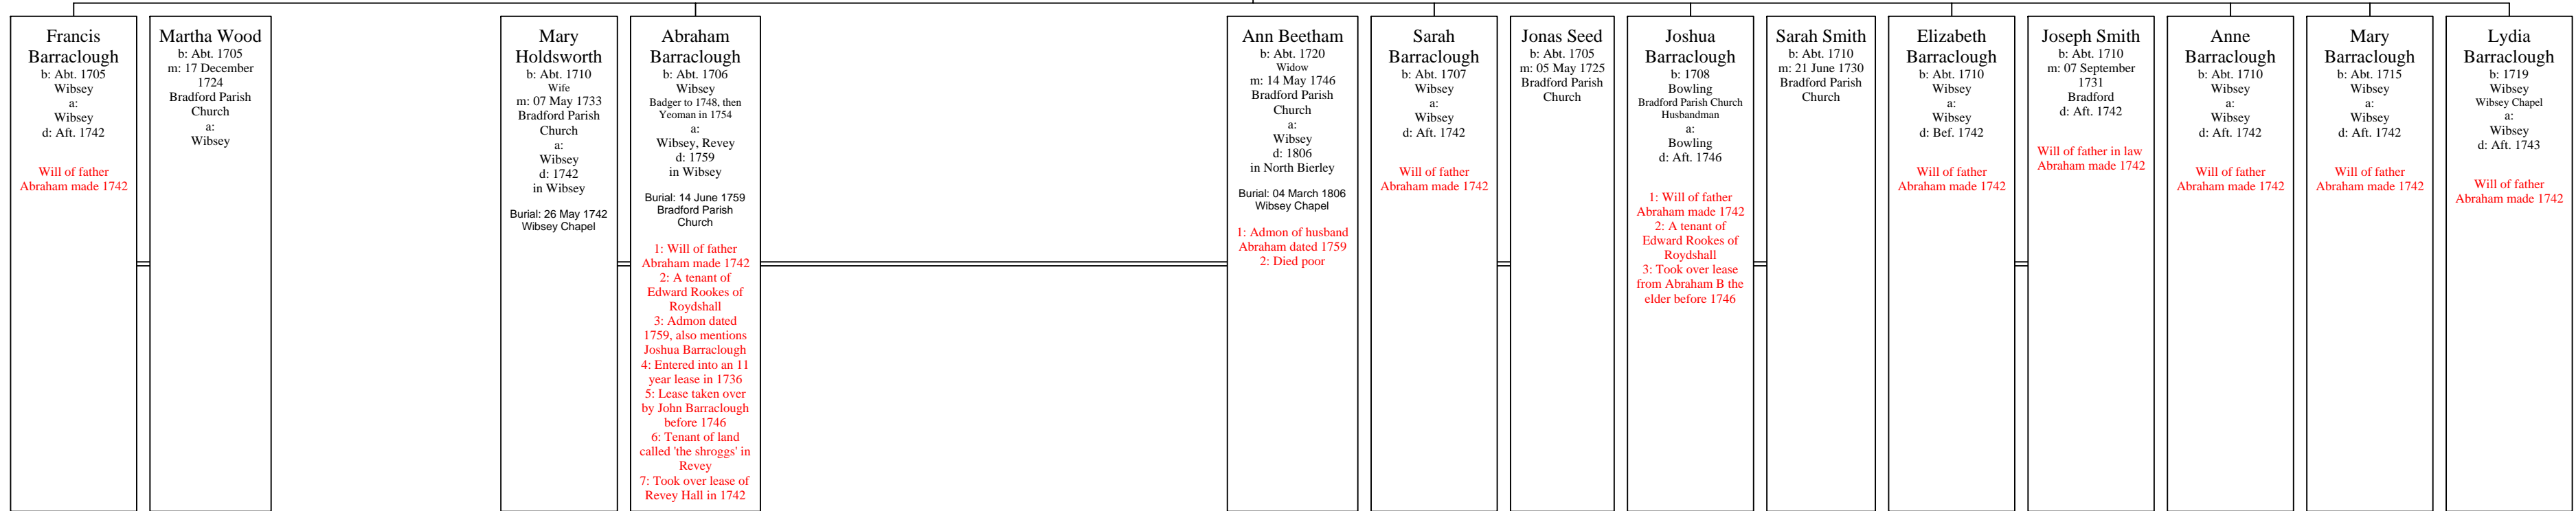 Francis
Barraclough
b: Abt. 1705
Wibsey
a:
Wibsey
d: Aft. 1742
Will of father
Abraham made 1742
Martha Wood
b: Abt. 1705
m: 17 December
1724
Bradford Parish
Church
a:
Wibsey
Mary
Holdsworth
b: Abt. 1710
Wife
m: 07 May 1733
Bradford Parish
Church
a:
Wibsey
d: 1742
in Wibsey
Burial: 26 May 1742
Wibsey Chapel
Abraham
Barraclough
b: Abt. 1706
Wibsey
Badger to 1748, then
Yeoman in 1754
a:
Wibsey, Revey
d: 1759
in Wibsey
Burial: 14 June 1759
Bradford Parish
Church
1: Will of father
Abraham made 1742
2: A tenant of
Edward Rookes of
Roydshall
3: Admon dated
1759, also mentions
Joshua Barraclough
4: Entered into an 11
year lease in 1736
5: Lease taken over
by John Barraclough
before 1746
6: Tenant of land
called 'the shroggs' in
Revey
7: Took over lease of
Revey Hall in 1742
Ann Beetham
b: Abt. 1720
Widow
m: 14 May 1746
Bradford Parish
Church
a:
Wibsey
d: 1806
in North Bierley
Burial: 04 March 1806
Wibsey Chapel
1: Admon of husband
Abraham dated 1759
2: Died poor
Sarah
Barraclough
b: Abt. 1707
Wibsey
a:
Wibsey
d: Aft. 1742
Will of father
Abraham made 1742
Jonas Seed
b: Abt. 1705
m: 05 May 1725
Bradford Parish
Church
Joshua
Barraclough
b: 1708
Bowling
Bradford Parish Church
Husbandman
a:
Bowling
d: Aft. 1746
1: Will of father
Abraham made 1742
2: A tenant of
Edward Rookes of
Roydshall
3: Took over lease
from Abraham B the
elder before 1746
Sarah Smith
b: Abt. 1710
m: 21 June 1730
Bradford Parish
Church
Elizabeth
Barraclough
b: Abt. 1710
Wibsey
a:
Wibsey
d: Bef. 1742
Will of father
Abraham made 1742
Joseph Smith
b: Abt. 1710
m: 07 September
1731
Bradford
d: Aft. 1742
Will of father in law
Abraham made 1742
Anne
Barraclough
b: Abt. 1710
Wibsey
a:
Wibsey
d: Aft. 1742
Will of father
Abraham made 1742
Mary
Barraclough
b: Abt. 1715
Wibsey
a:
Wibsey
d: Aft. 1742
Will of father
Abraham made 1742
Lydia
Barraclough
b: 1719
Wibsey
Wibsey Chapel
a:
Wibsey
d: Aft. 1743
Will of father
Abraham made 1742